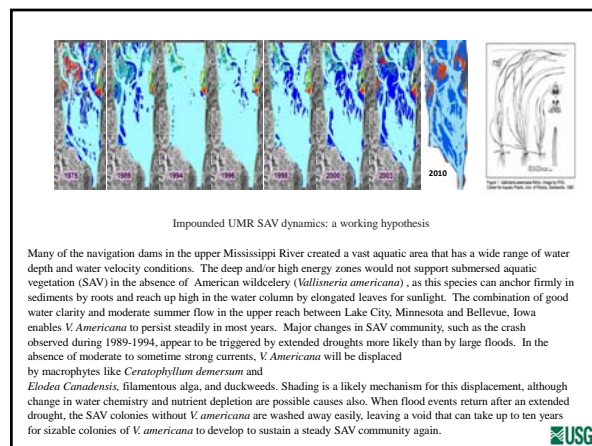 1975
1989
1994
1996
1998
2000
2003
2010
Impounded UMR SAV dynamics: a working hypothesis
Many of the navigation dams in the upper Mississippi River created a vast aquatic area that has a wide range of water
depth and water velocity conditions.  The deep and/or high energy zones would not support submersed aquatic
vegetation (SAV) in the absence of  American wildcelery (Vallisneria americana) , as this species can anchor firmly in
sediments by roots and reach up high in the water column by elongated leaves for sunlight.  The combination of good
water clarity and moderate summer flow in the upper reach between Lake City, Minnesota and Bellevue, Iowa
enables V. Americana to persist steadily in most years.  Major changes in SAV community, such as the crash
observed during 1989-1994, appear to be triggered by extended droughts more likely than by large floods.  In the
absence of moderate to sometime strong currents, V. Americana will be displaced
by macrophytes like Ceratophyllum demersum and
Elodea Canadensis, filamentous alga, and duckweeds. Shading is a likely mechanism for this displacement, although
change in water chemistry and nutrient depletion are possible causes also. When flood events return after an extended
drought, the SAV colonies without V. americana are washed away easily, leaving a void that can take up to ten years
for sizable colonies of V. americana to develop to sustain a steady SAV community again.
USG